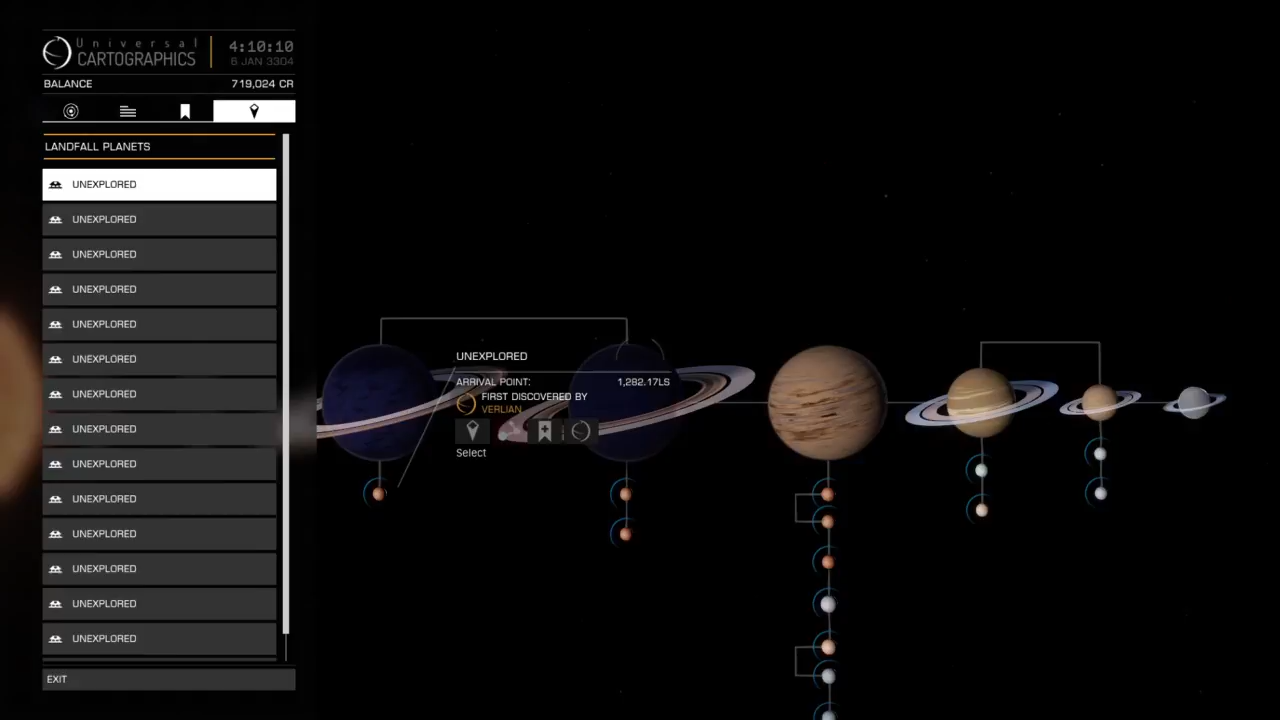 Universal
CARTOGRAPHICS
4:10:10
6 JAN 3304
BALANCE 719,024 CR
LANDFALL PLANETS
UNEXPLORED
UNEXPLORED
UNEXPLORED
UNEXPLORED
UNEXPLORED
UNEXPLORED
UNEXPLORED
UNEXPLORED
UNEXPLORED
UNEXPLORED
UNEXPLORED
UNEXPLORED
UNEXPLORED
UNEXPLORED
EXIT
UNEXPLORED
ARRIVAL POINT: 1,282.17LS
FIRST DISCOVERED BY
VERLIAN
Select